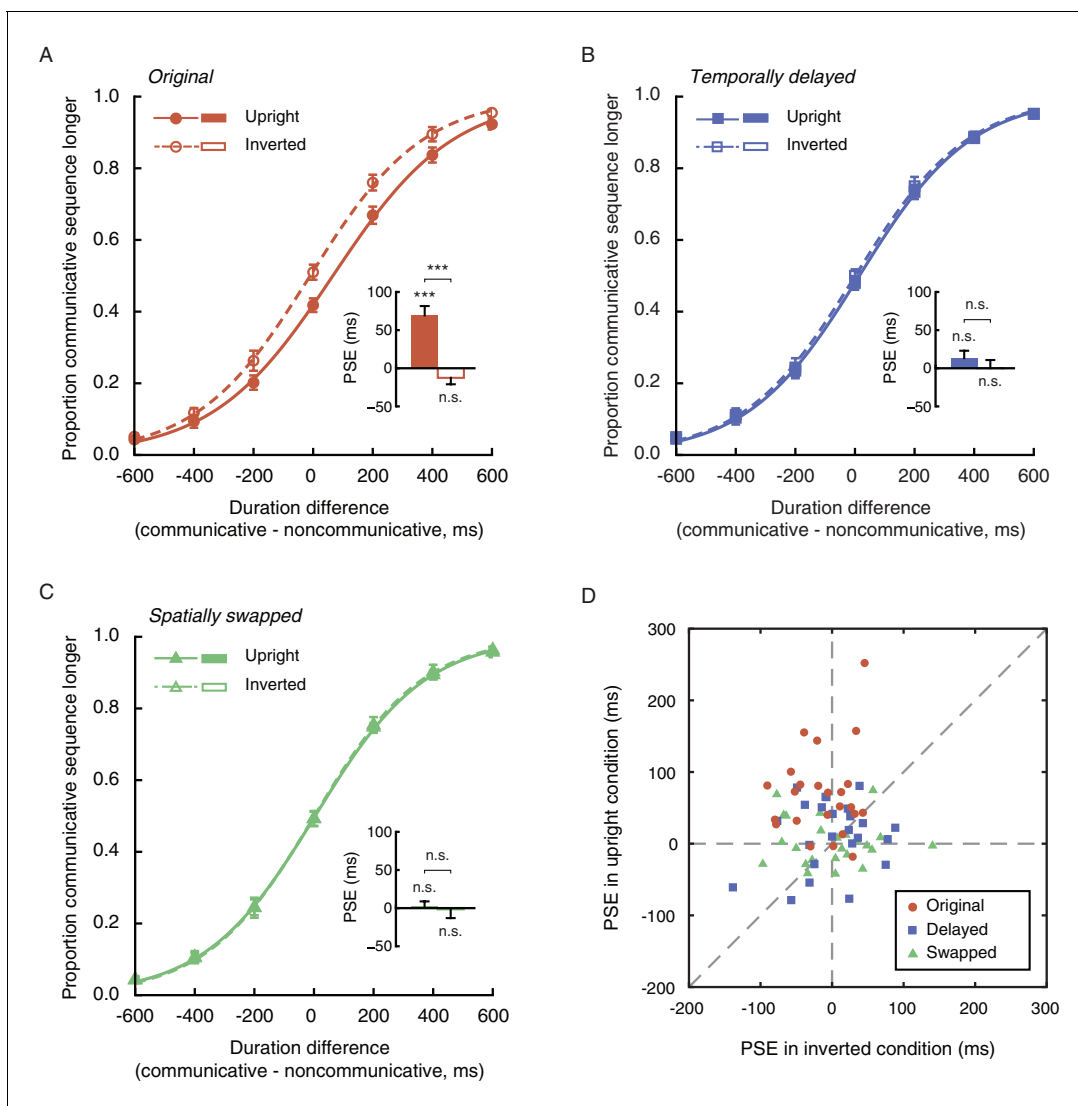 A
Original
Upright
Inverted
Proportion communicative sequence longer
1.0
0.8
0.6
0.4
0.2
0.0
-600
-400
-200
0
200
400
600
Duration difference
(communicative - noncommunicative, ms)
PSE (ms)
100
50
0
−50
***
***
n.s.
B
Temporally delayed
Upright
Inverted
Proportion communicative sequence longer
1.0
0.8
0.6
0.4
0.2
0.0
-600
-400
-200
0
200
400
600
Duration difference
(communicative - noncommunicative, ms)
PSE (ms)
100
50
0
−50
n.s.
n.s.
n.s.
C
Spatially swapped
Upright
Inverted
Proportion communicative sequence longer
1.0
0.8
0.6
0.4
0.2
0.0
-600
-400
-200
0
200
400
600
Duration difference
(communicative - noncommunicative, ms)
PSE (ms)
100
50
0
−50
n.s.
n.s.
n.s.
D
PSE in upright condition (ms)
300
200
100
0
-100
-200
-200
-100
0
100
200
300
PSE in inverted condition (ms)
Original
Delayed
Swapped